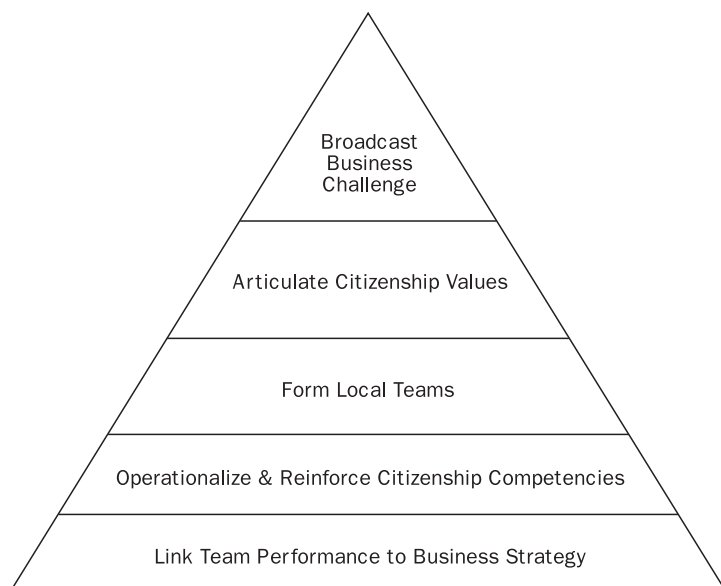 Broadcast
Business
Challenge
Articulate Citizenship Values
Form Local Teams
Operationalize & Reinforce Citizenship Competencies
Link Team Performance to Business Strategy